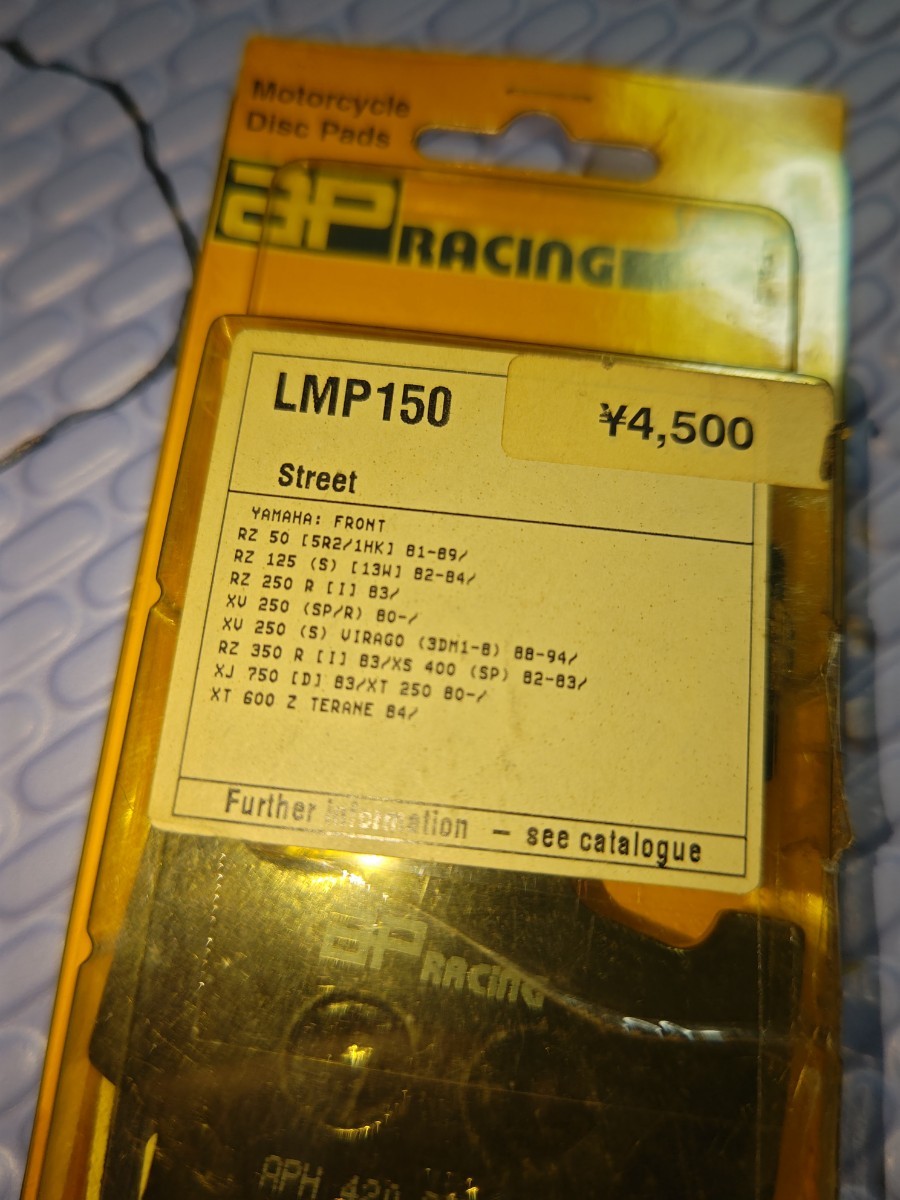 Motorcycle
Disc Pads
AP RACING
LMP150
¥4,500
Street
YAMAHA: FRONT
RZ 50 [5R2/1HK] 81-89/
RZ 125 (S) [13W] 82-84/
RZ 250 R [I] 83/
XV 250 (SP/R) 80-/
XV 250 (S) VIRAGO (3DM1-8) 88-94/
RZ 350 R [I] 83/XS 400 (SP) 82-83/
XJ 750 [D] 83/XT 250 80-/
XT 600 Z TERANE 84/
Further information – see catalogue
AP RACING
APH 420